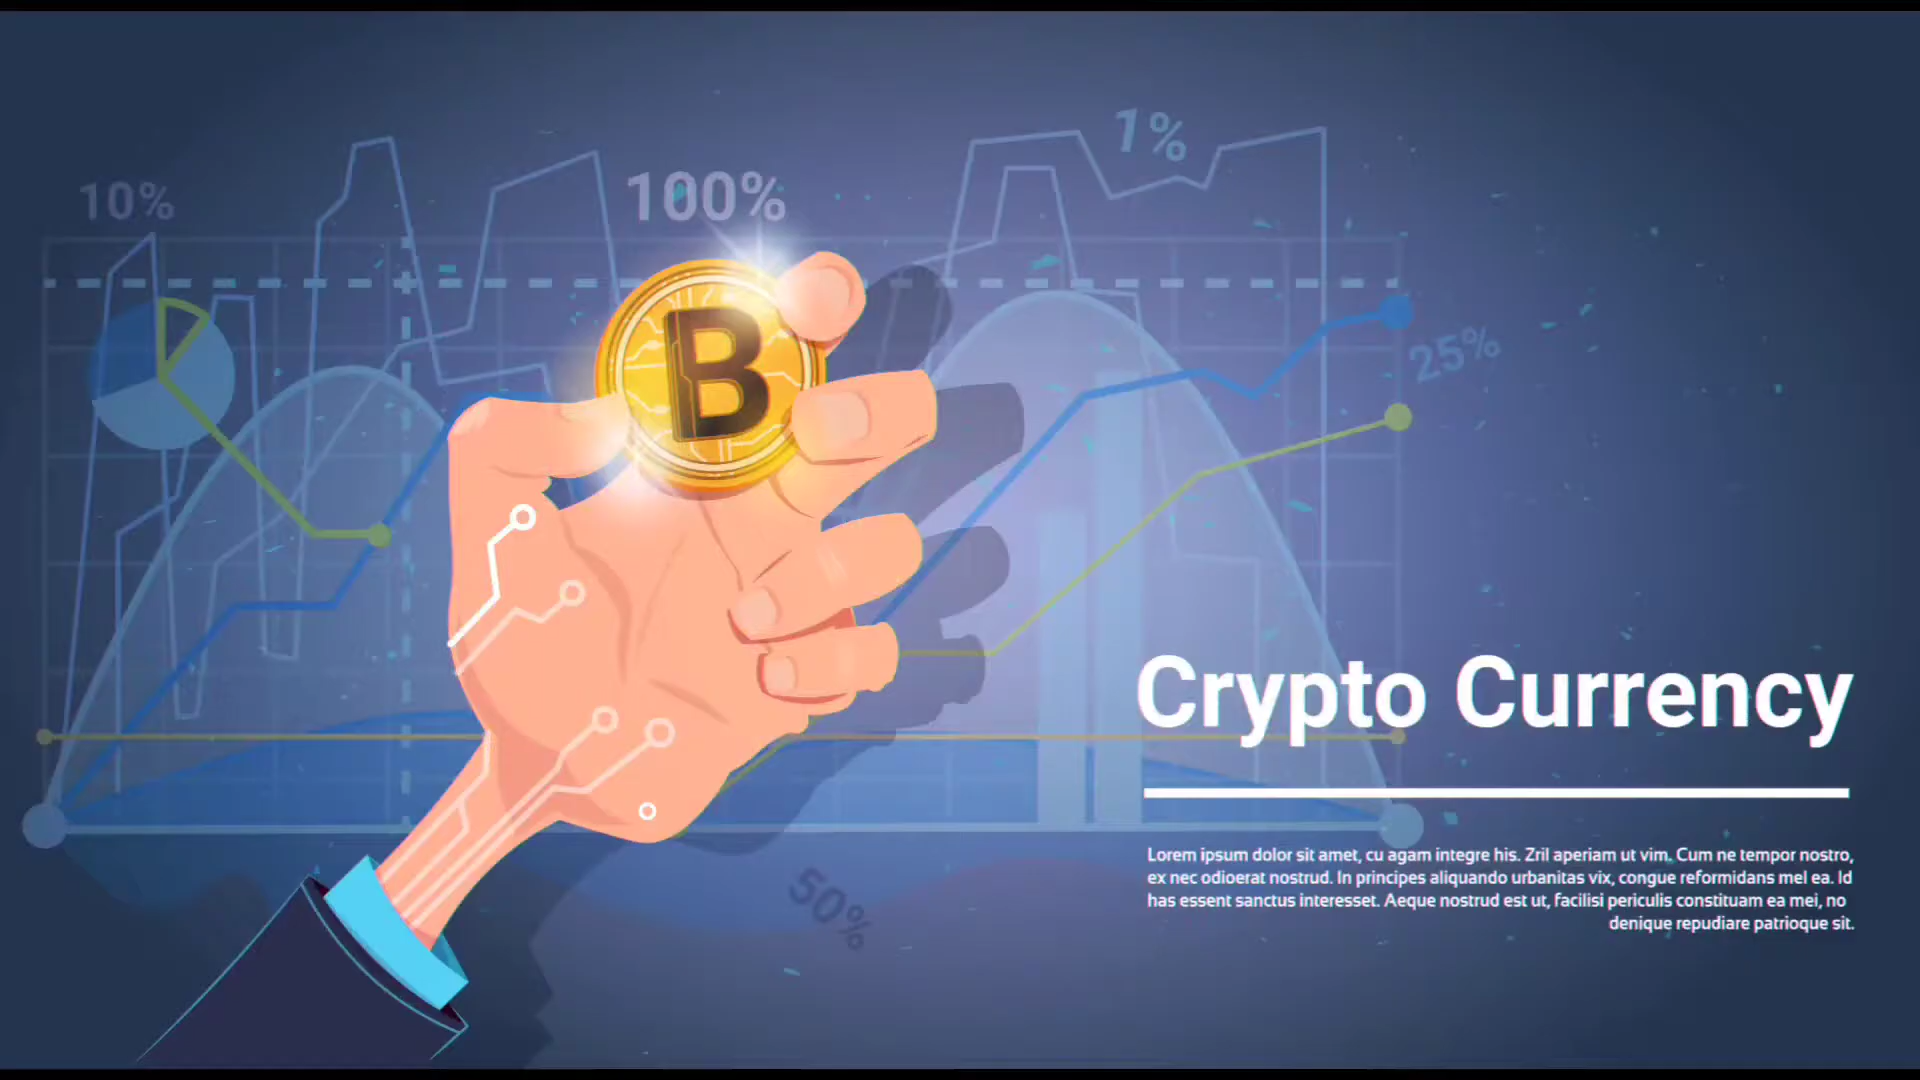 1%
10%
100%
B
25%
Crypto Currency
Lorem ipsum dolor sit amet, cu agam integre his. Zril aperiam ut vim. Cum ne tempor nostro,
ex nec odioerat nostrud. In principes aliquando urbanitas vix, congue reformidans mel ea. Id
has essent sanctus interesset. Aeque nostrud est ut, facilisi periculis constituam ea mei, no
denique repudiare patrioque sit.
50%